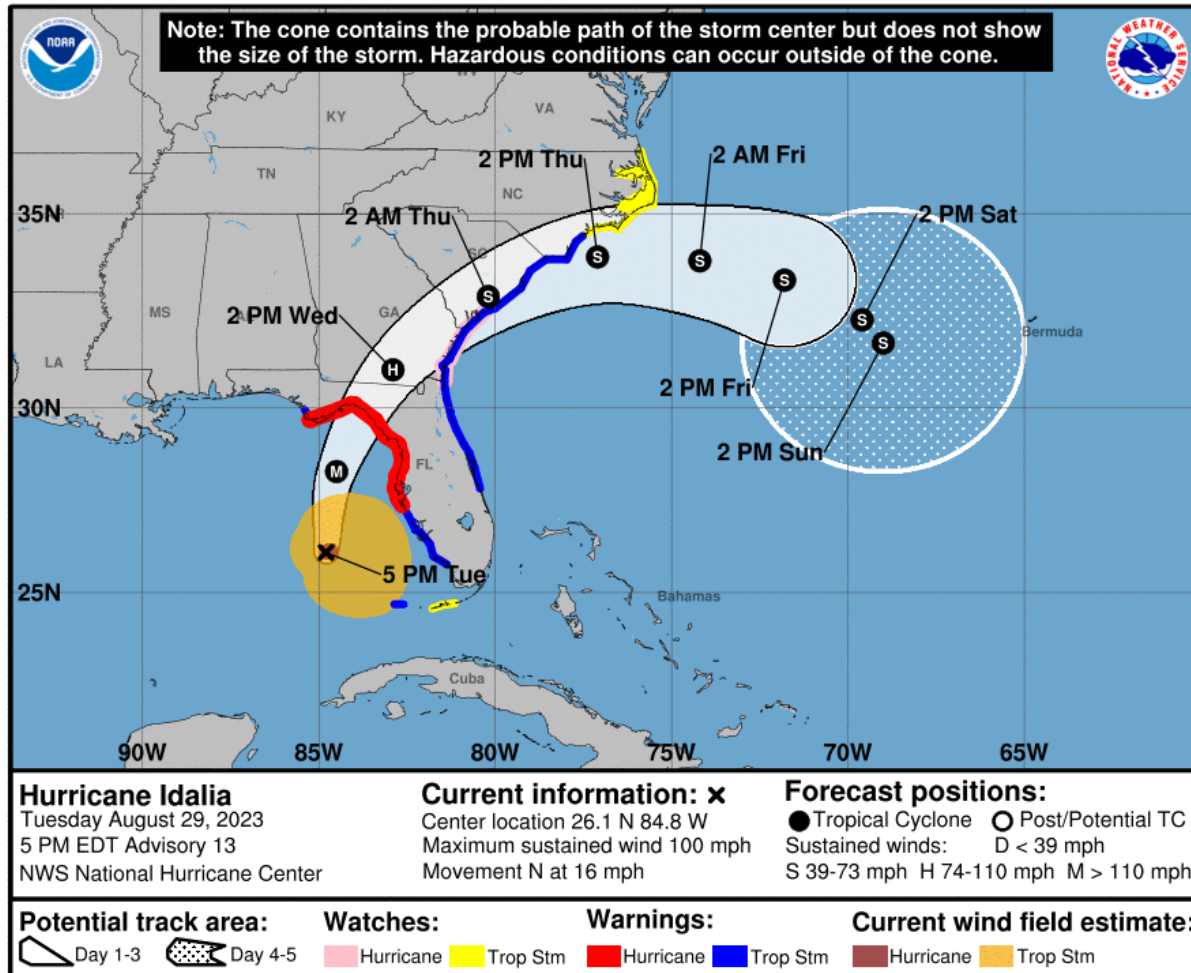 Note: The cone contains the probable path of the storm center but does not show
the size of the storm. Hazardous conditions can occur outside of the cone.
NOAA
NATIONAL WEATHER SERVICE
KY
VA
TN
NC
2 PM Thu
2 AM Fri
35N
2 AM Thu
2 PM Sat
SC
MS
GA
2 PM Wed
Bermuda
LA
2 PM Fri
30N
2 PM Sun
FL
M
H
S
S
S
S
S
S
5 PM Tue
25N
Bahamas
Cuba
90W
85W
80W
75W
70W
65W
Hurricane Idalia
Tuesday August 29, 2023
5 PM EDT Advisory 13
NWS National Hurricane Center
Current information: ×
Center location 26.1 N 84.8 W
Maximum sustained wind 100 mph
Movement N at 16 mph
Forecast positions:
Tropical Cyclone Post/Potential TC
Sustained winds: D < 39 mph
S 39-73 mph H 74-110 mph M > 110 mph
Potential track area:
Day 1-3 Day 4-5
Watches:
Hurricane Trop Stm
Warnings:
Hurricane Trop Stm
Current wind field estimate:
Hurricane Trop Stm